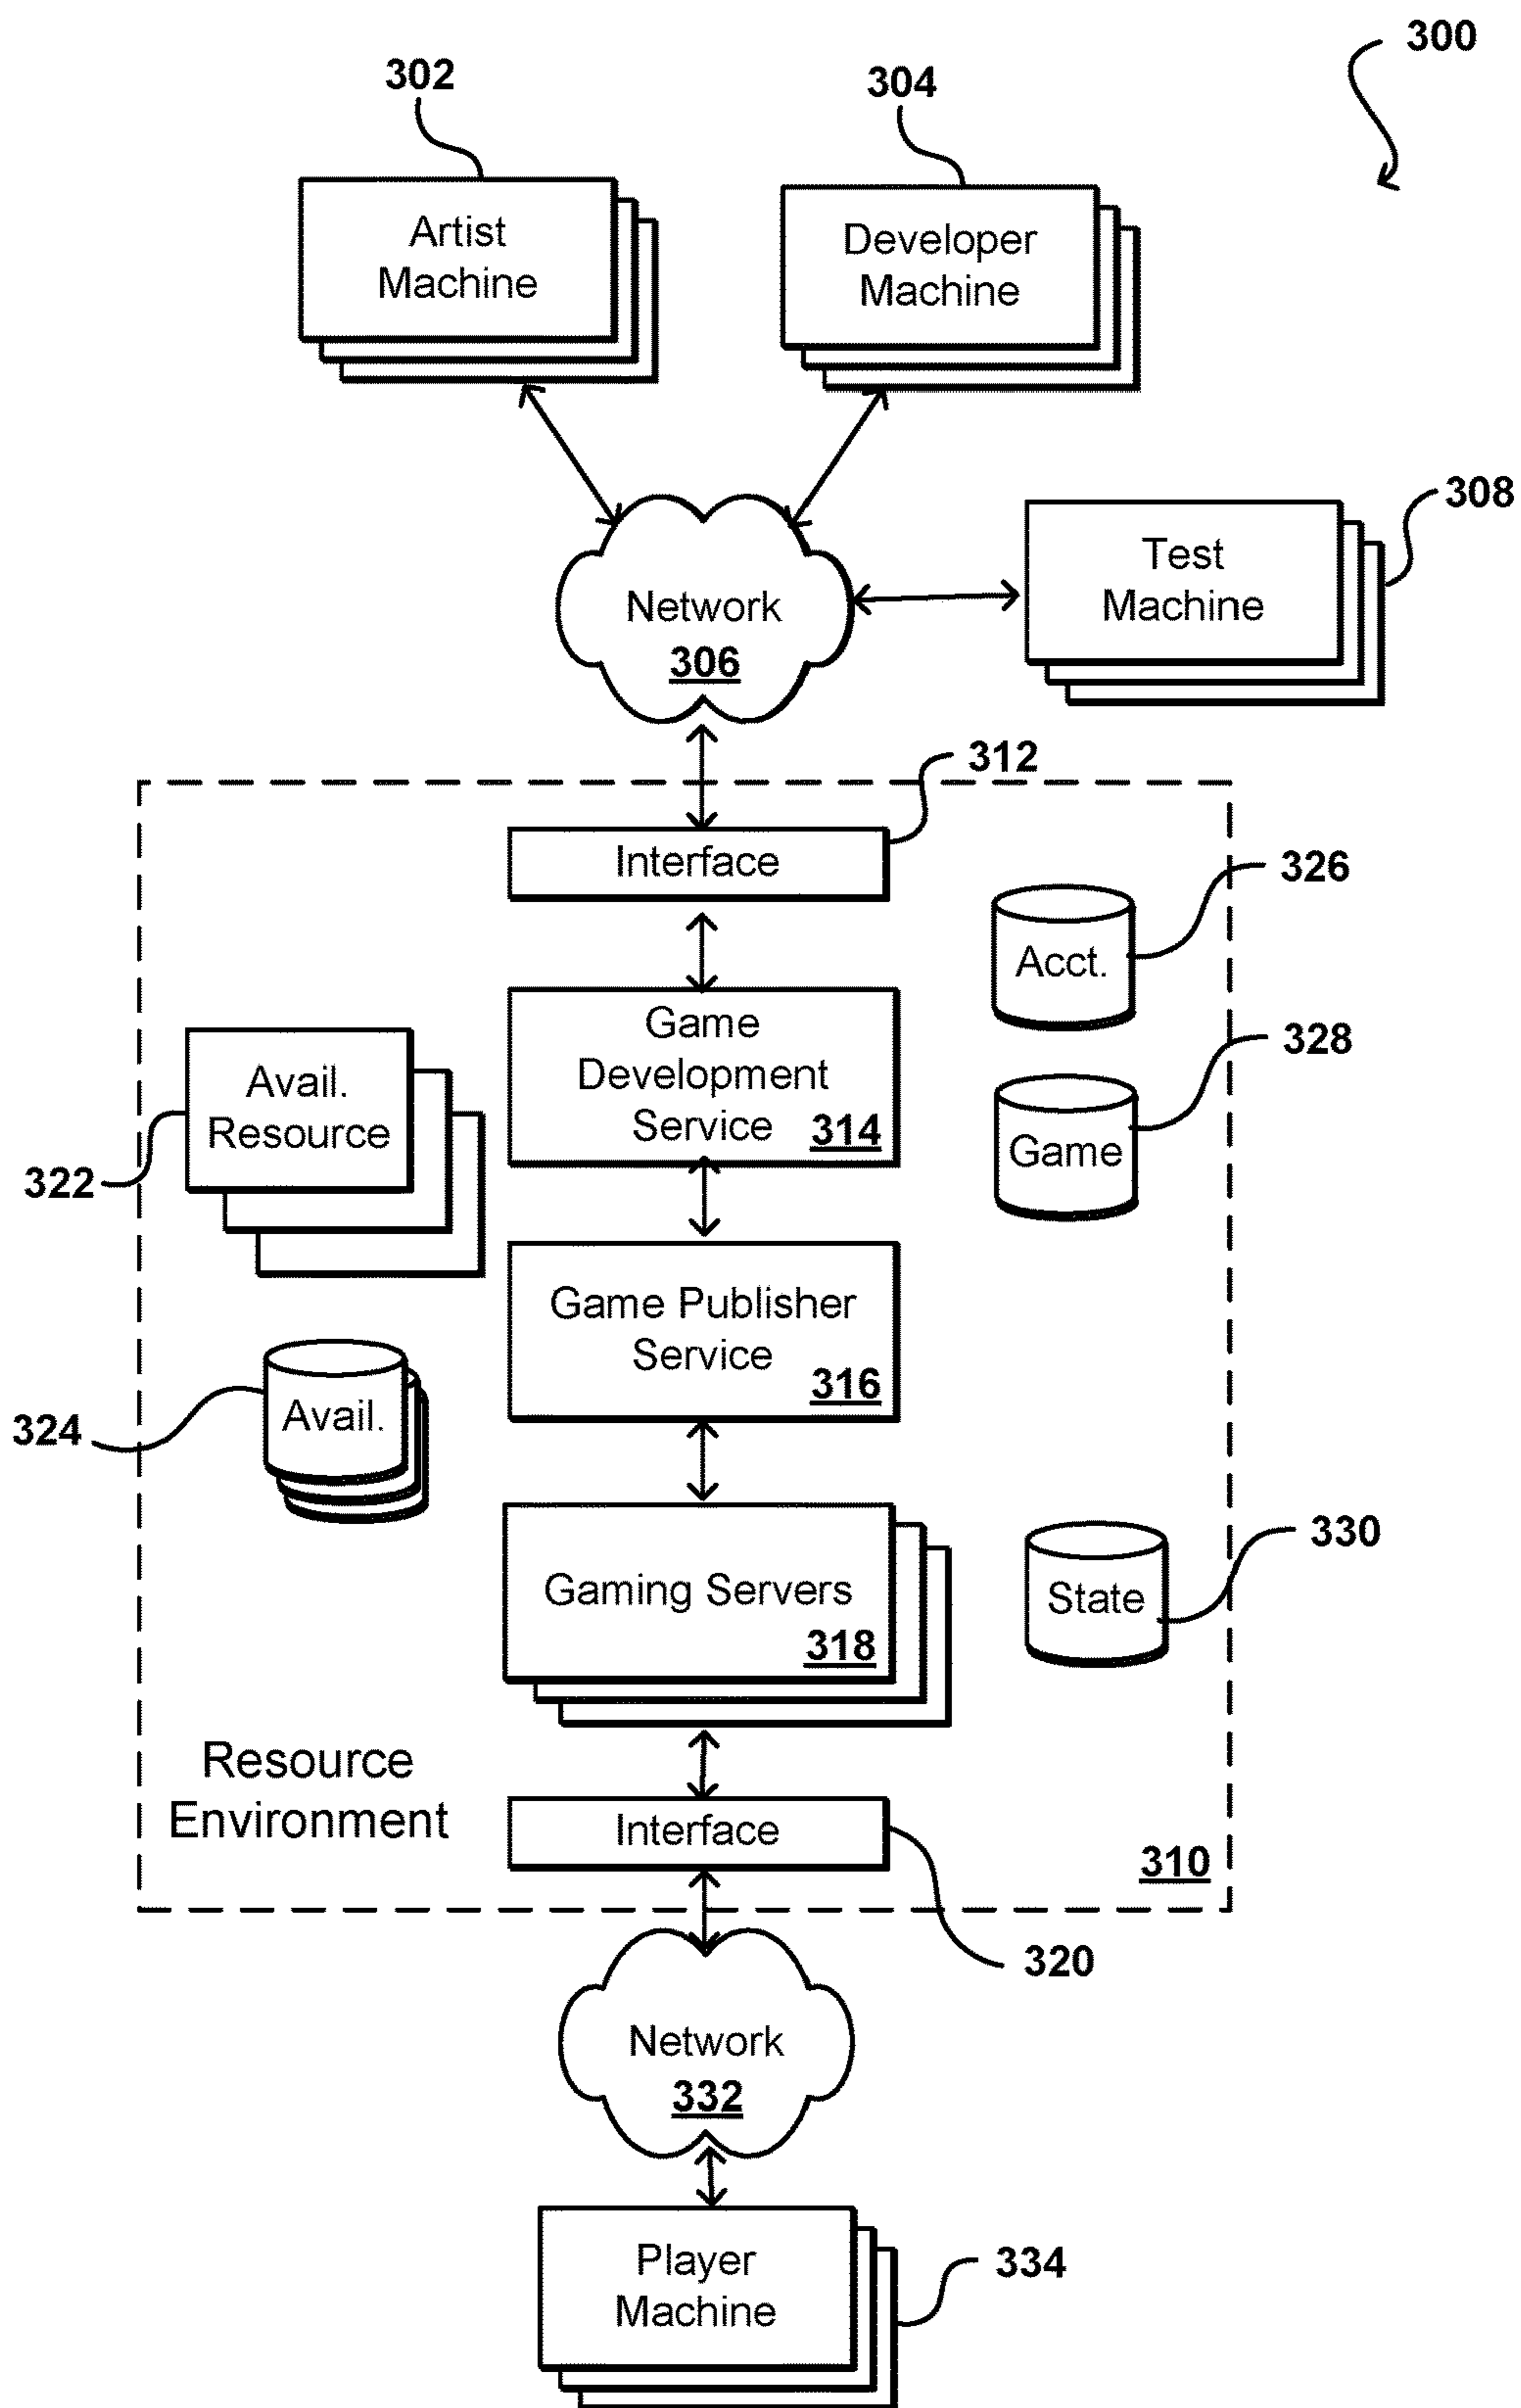 300
302
304
Artist
Machine
Developer
Machine
308
Test
Machine
Network
306
312
Interface
326
Acct.
Game
Development
Service 314
328
Game
Avail.
Resource
322
Game Publisher
Service
316
324
Avail.
330
State
Gaming Servers
318
Resource
Environment
Interface
310
320
Network
332
Player
Machine
334